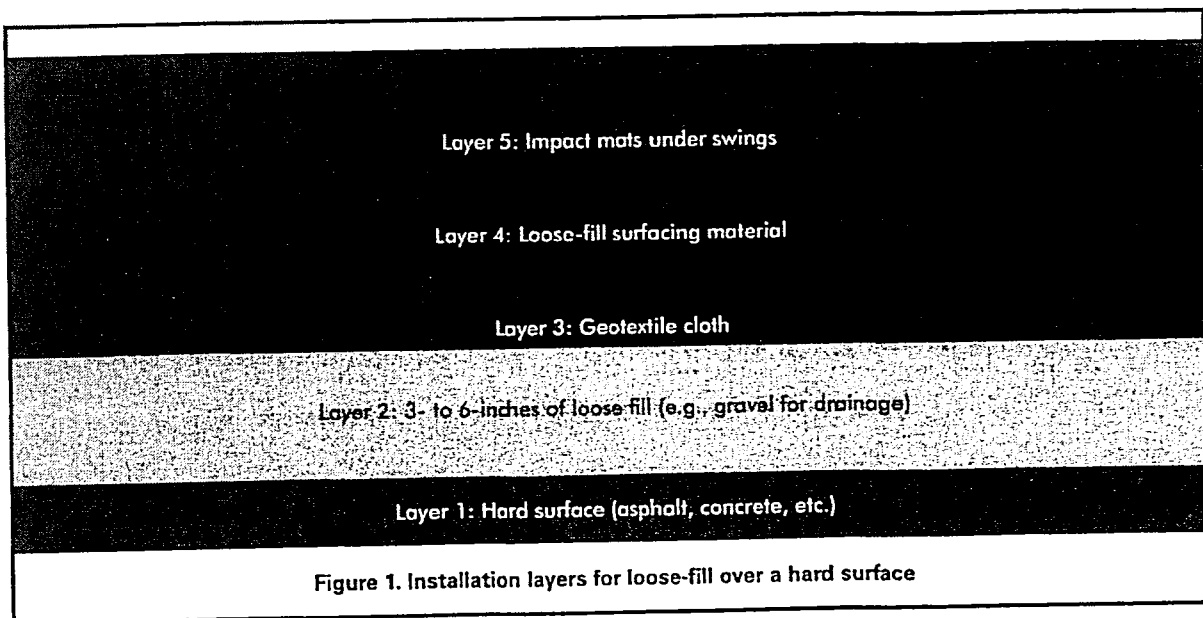 Layer 5: Impact mats under swings
Layer 4: Loose-fill surfacing material
Layer 3: Geotextile cloth
Layer 2: 3- to 6-inches of loose fill (e.g., gravel for drainage)
Layer 1: Hard surface (asphalt, concrete, etc.)
Figure 1. Installation layers for loose-fill over a hard surface